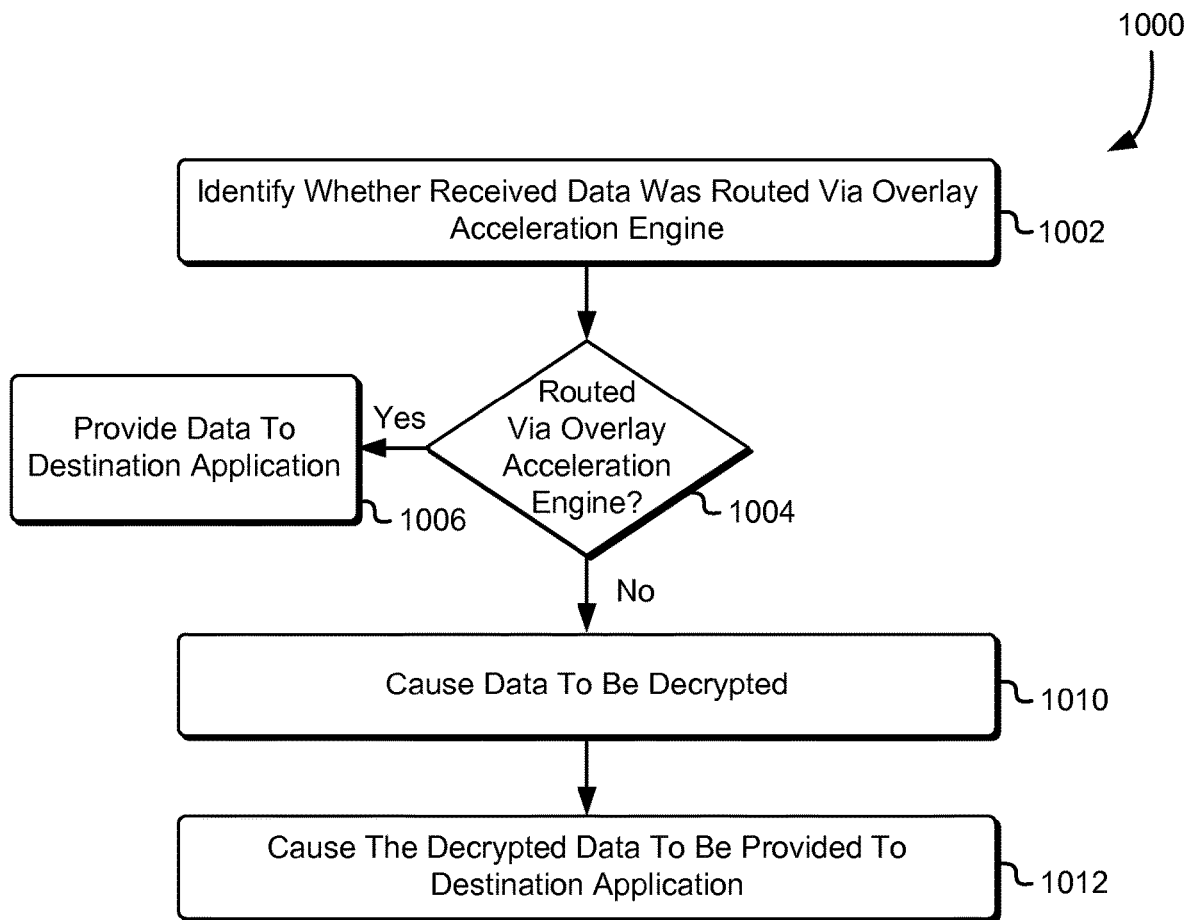 1000
Identify Whether Received Data Was Routed Via Overlay
Acceleration Engine
1002
Routed
Via Overlay
Acceleration
Engine?
1004
Yes
Provide Data To
Destination Application
1006
No
Cause Data To Be Decrypted
1010
Cause The Decrypted Data To Be Provided To
Destination Application
1012